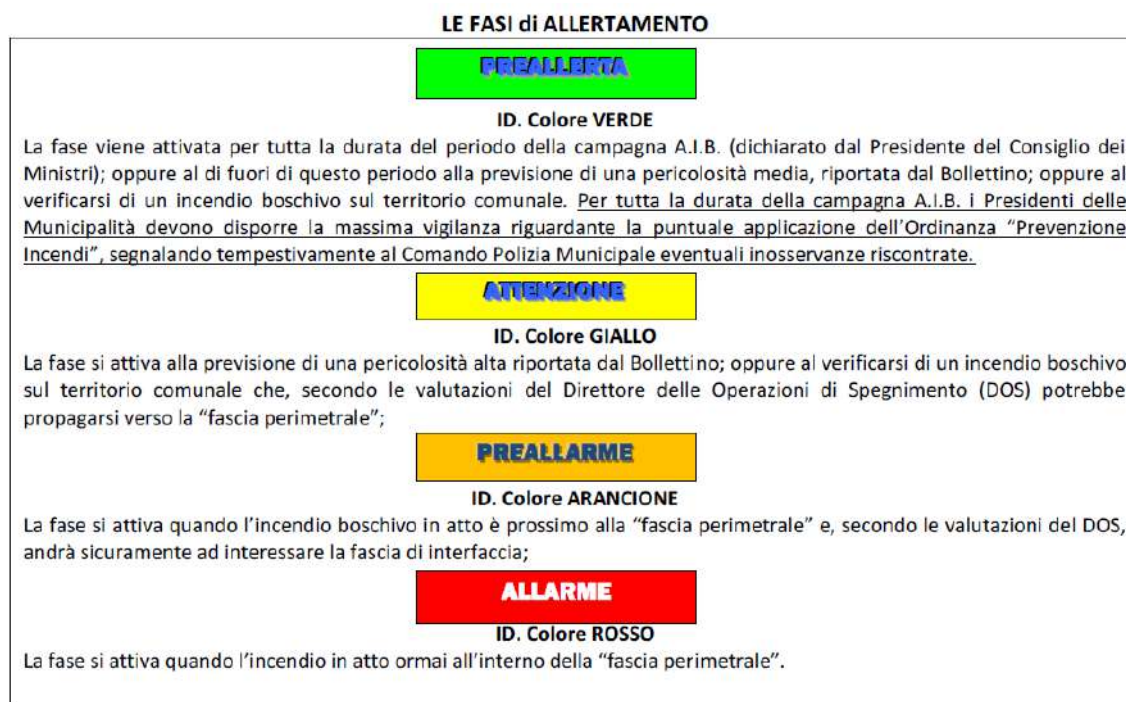 LE FASI di ALLERTAMENTO
PREALLERTA
ID. Colore VERDE
La fase viene attivata per tutta la durata del periodo della campagna A.I.B. (dichiarato dal Presidente del Consiglio dei
Ministri); oppure al di fuori di questo periodo alla previsione di una pericolosità media, riportata dal Bollettino; oppure al
verificarsi di un incendio boschivo sul territorio comunale. Per tutta la durata della campagna A.I.B. i Presidenti delle
Municipalità devono disporre la massima vigilanza riguardante la puntuale applicazione dell'Ordinanza “Prevenzione
Incendi”, segnalando tempestivamente al Comando Polizia Municipale eventuali inosservanze riscontrate.
ATTENZIONE
ID. Colore GIALLO
La fase si attiva alla previsione di una pericolosità alta riportata dal Bollettino; oppure al verificarsi di un incendio boschivo
sul territorio comunale che, secondo le valutazioni del Direttore delle Operazioni di Spegnimento (DOS) potrebbe
propagarsi verso la “fascia perimetrale”;
PREALLARME
ID. Colore ARANCIONE
La fase si attiva quando l'incendio boschivo in atto è prossimo alla “fascia perimetrale” e, secondo le valutazioni del DOS,
andrà sicuramente ad interessare la fascia di interfaccia;
ALLARME
ID. Colore ROSSO
La fase si attiva quando l'incendio in atto ormai all'interno della “fascia perimetrale”.